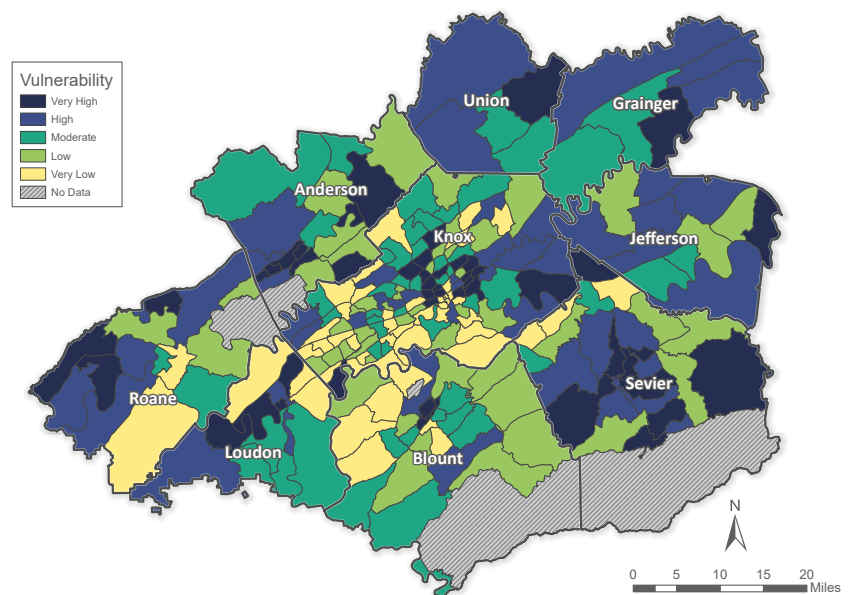 Vulnerability
Very High
High
Moderate
Low
Very Low
No Data
Union
Grainger
Anderson
Knox
Jefferson
Roane
Sevier
Loudon
Blount
N
0 5 10 15 20
Miles